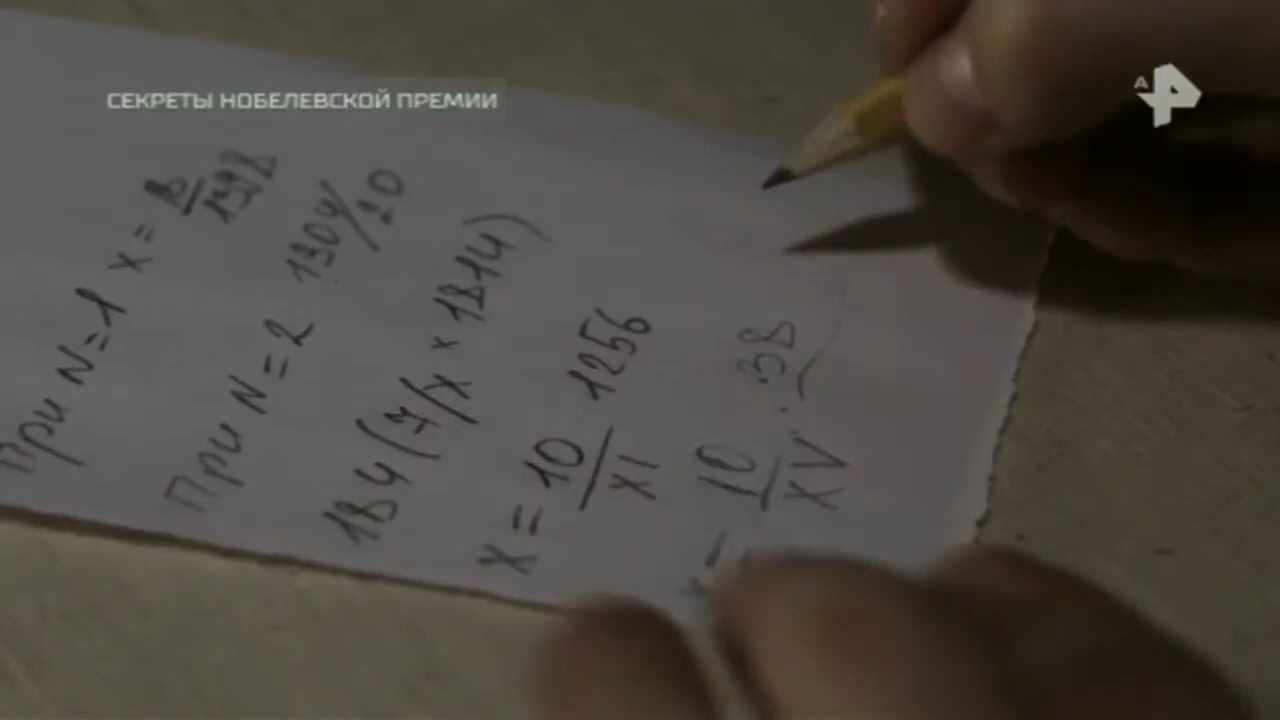 СЕКРЕТЫ НОБЕЛЕВСКОЙ ПРЕМИИ
При N=1 x = B/1398
При N=2 1304/20
184(7/x × 1814)
x = 10/XI 1256
10/XV · 38